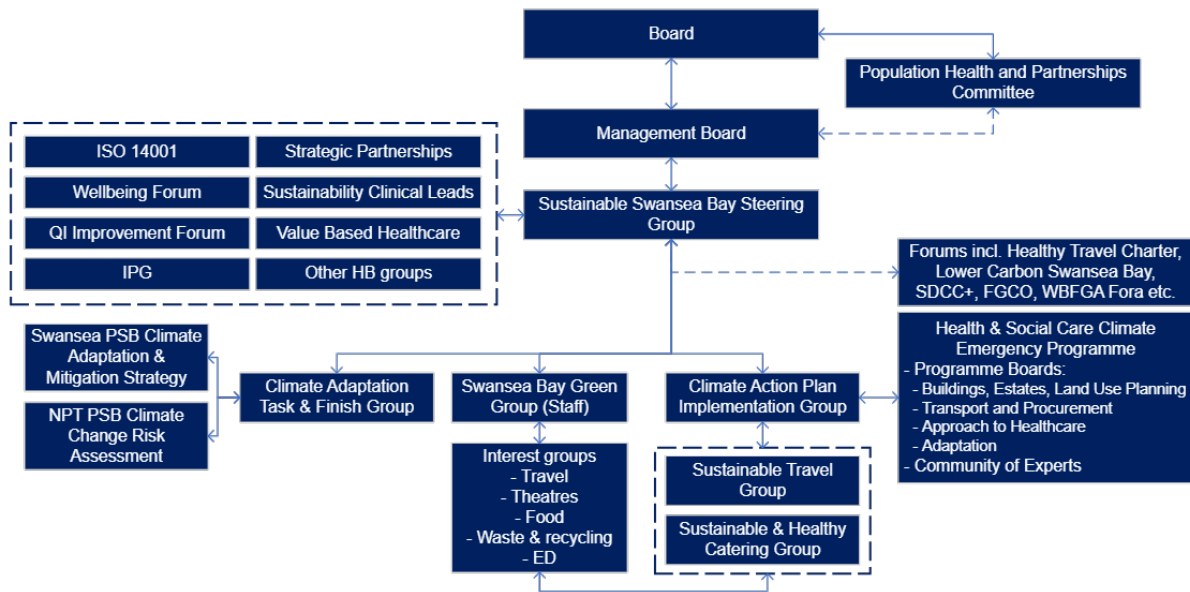 Board
Population Health and Partnerships
Committee
Management Board
ISO 14001
Strategic Partnerships
Wellbeing Forum
Sustainability Clinical Leads
QI Improvement Forum
Value Based Healthcare
IPG
Other HB groups
Sustainable Swansea Bay Steering
Group
Forums incl. Healthy Travel Charter,
Lower Carbon Swansea Bay,
SDCC+, FGCO, WBFGA Fora etc.
Swansea PSB Climate
Adaptation &
Mitigation Strategy
NPT PSB Climate
Change Risk
Assessment
Climate Adaptation
Task & Finish Group
Swansea Bay Green
Group (Staff)
Climate Action Plan
Implementation Group
Health & Social Care Climate
Emergency Programme
- Programme Boards:
- Buildings, Estates, Land Use Planning
- Transport and Procurement
- Approach to Healthcare
- Adaptation
- Community of Experts
Interest groups
- Travel
- Theatres
- Food
- Waste & recycling
- ED
Sustainable Travel
Group
Sustainable & Healthy
Catering Group